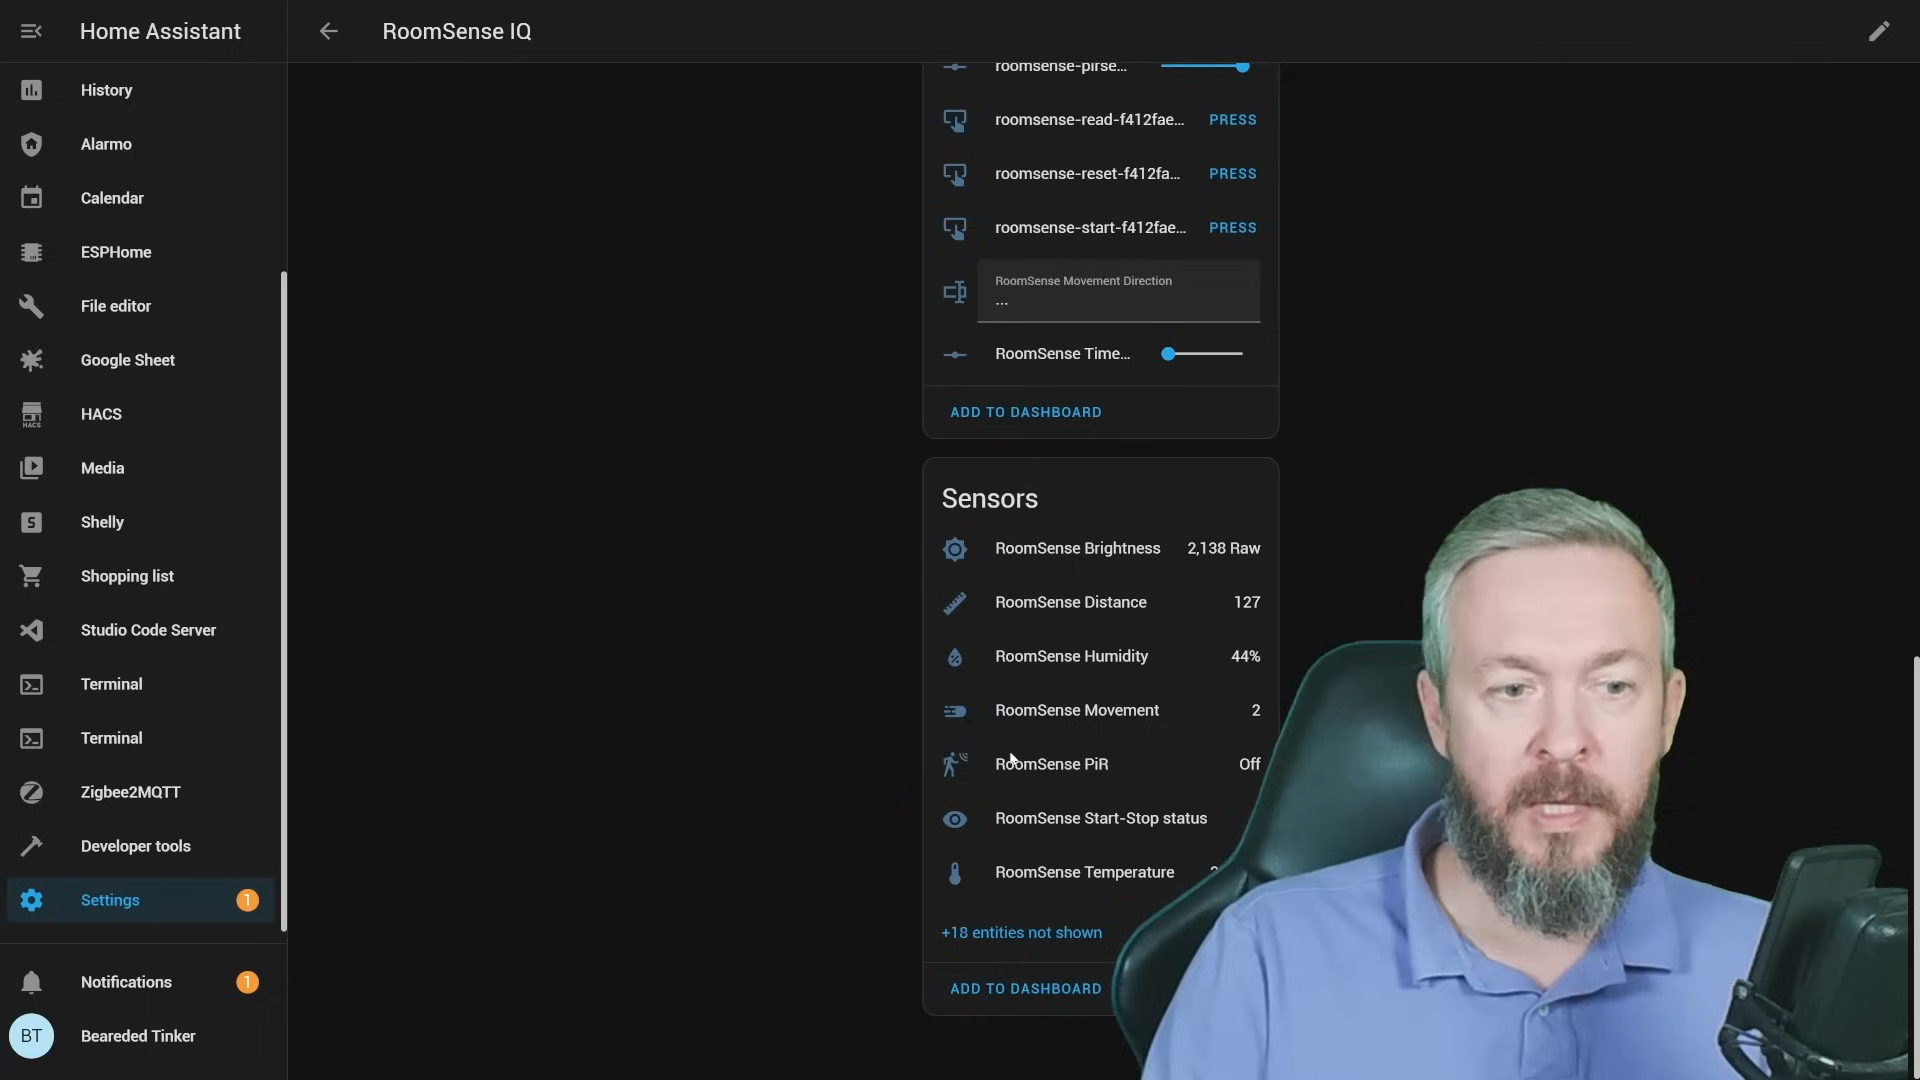 Home Assistant
History
Alarmo
Calendar
ESPHome
File editor
Google Sheet
HACS
HACS
Media
S
Shelly
Shopping list
Studio Code Server
Terminal
Terminal
Zigbee2MQTT
Developer tools
Settings
1
Notifications
1
BT
Bearded Tinker
RoomSense IQ
roomsense-pirse...
roomsense-read-f412fae...
PRESS
roomsense-reset-f412fa...
PRESS
roomsense-start-f412fae...
PRESS
RoomSense Movement Direction
...
RoomSense Time...
ADD TO DASHBOARD
Sensors
RoomSense Brightness
2,138 Raw
RoomSense Distance
127
RoomSense Humidity
44%
RoomSense Movement
2
RoomSense PiR
Off
RoomSense Start-Stop status
RoomSense Temperature
+18 entities not shown
ADD TO DASHBOARD